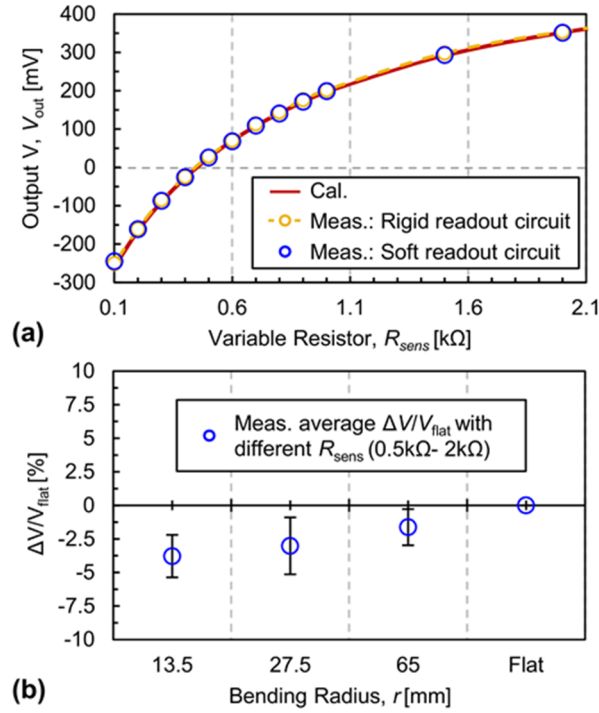 400
300
200
100
0
-100
-200
-300
Output V, Vout [mV]
Cal.
Meas.: Rigid readout circuit
Meas.: Soft readout circuit
0.1 0.6 1.1 1.6 2.1
Variable Resistor, Rsens [kΩ]
(a)
10
7.5
5
2.5
0
-2.5
-5
-7.5
-10
ΔV/Vflat [%]
Meas. average ΔV/Vflat with
different Rsens (0.5kΩ- 2kΩ)
13.5 27.5 65 Flat
Bending Radius, r [mm]
(b)